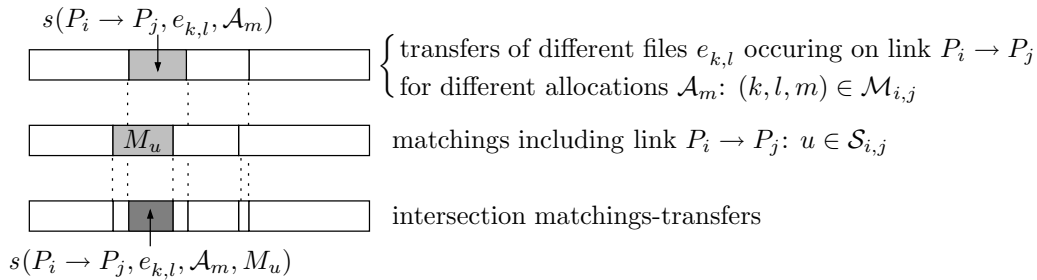 s(P_i → P_j, e_{k,l}, 𝒜_m)
transfers of different files e_{k,l} occuring on link P_i → P_j
for different allocations 𝒜_m: (k, l, m) ∈ ℳ_{i,j}
M_u
matchings including link P_i → P_j: u ∈ 𝒮_{i,j}
intersection matchings-transfers
s(P_i → P_j, e_{k,l}, 𝒜_m, M_u)